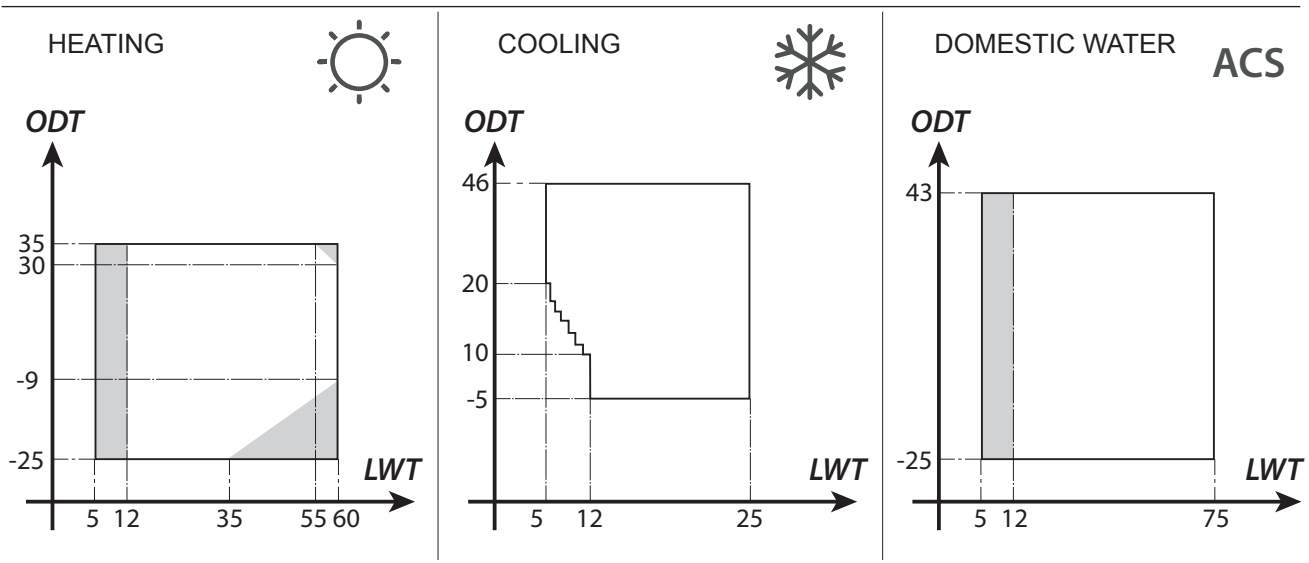 HEATING
ODT
35
30
-9
-25
LWT
5 12 35 55 60
COOLING
ODT
46
20
10
-5
LWT
5 12 25
DOMESTIC WATER
ACS
ODT
43
-25
LWT
5 12 75